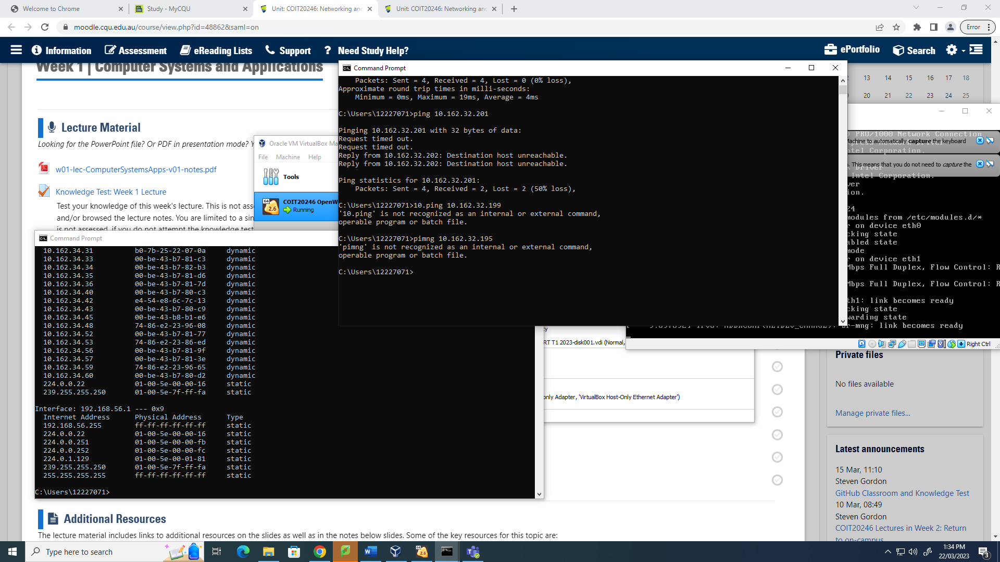 Welcome to Chrome
Study - MyCQU
Unit: COIT20246: Networking and
Unit: COIT20246: Networking and
moodle.cqu.edu.au/course/view.php?id=48862&saml=on
Error
Information
Assessment
eReading Lists
Support
? Need Study Help?
ePortfolio
Search
Week 1 | Computer Systems and Applications
13 14 15 16 17 18
20 21 22 23 24 25
Lecture Material
Looking for the PowerPoint file? Or PDF in presentation mode?
w01-lec-ComputerSystemsApps-v01-notes.pdf
Knowledge Test: Week 1 Lecture
Test your knowledge of this week's lecture. This is not
and/or browsed the lecture notes. You are limited to a
is not assessed, if you do not attempt the knowledge test
Oracle VM VirtualBox
File Machine Help
Tools
64
2.6
COIT20246
Running
Command Prompt
Packets: Sent = 4, Received = 4, Lost = 0 (0% loss),
Approximate round trip times in milli-seconds:
Minimum = 0ms, Maximum = 19ms, Average = 4ms
C:\Users\12227071>ping 10.162.32.201
Pinging 10.162.32.201 with 32 bytes of data:
Request timed out.
Request timed out.
Reply from 10.162.32.202: Destination host unreachable.
Reply from 10.162.32.202: Destination host unreachable.
Ping statistics for 10.162.32.201:
Packets: Sent = 4, Received = 2, Lost = 2 (50% loss),
C:\Users\12227071>10.ping 10.162.32.199
'10.ping' is not recognized as an internal or external command,
operable program or batch file.
C:\Users\12227071>pimng 10.162.32.195
'pimng' is not recognized as an internal or external command,
operable program or batch file.
C:\Users\12227071>
PRO/1000 Network Connection
Machine to automatically capture the keyboard
Intel Corporation.
This means that you do not need to capture the
Intel Corporation.
24
modules from /etc/modules.d/*
on device eth0
state
state
mode
on device eth1
Mbps Full Duplex, Flow Control:
Mbps Full Duplex, Flow Control:
link becomes ready
state
state
br-mng: link becomes ready
Right Ctrl
Command Prompt
10.162.34.31 b0-7b-25-22-07-0a dynamic
10.162.34.33 00-be-43-b7-81-c3 dynamic
10.162.34.34 00-be-43-b7-82-b3 dynamic
10.162.34.35 00-be-43-b7-81-d6 dynamic
10.162.34.36 00-be-43-b7-81-7d dynamic
10.162.34.40 00-be-43-b7-80-c3 dynamic
10.162.34.42 e4-54-e8-6c-7c-13 dynamic
10.162.34.43 00-be-43-b7-80-c9 dynamic
10.162.34.45 00-be-43-b8-b1-e6 dynamic
10.162.34.48 74-86-e2-23-96-08 dynamic
10.162.34.52 00-be-43-b7-81-77 dynamic
10.162.34.53 74-86-e2-23-86-ed dynamic
10.162.34.56 00-be-43-b7-81-9f dynamic
10.162.34.57 00-be-43-b7-81-3e dynamic
10.162.34.59 74-86-e2-23-96-65 dynamic
10.162.34.60 00-be-43-b7-80-d2 dynamic
224.0.0.22 01-00-5e-00-00-16 static
239.255.255.250 01-00-5e-7f-ff-fa static
Interface: 192.168.56.1 --- 0x9
Internet Address Physical Address Type
192.168.56.255 ff-ff-ff-ff-ff-ff static
224.0.0.22 01-00-5e-00-00-16 static
224.0.0.251 01-00-5e-00-00-fb static
224.0.0.252 01-00-5e-00-00-fc static
224.0.1.129 01-00-5e-00-01-81 static
239.255.255.250 01-00-5e-7f-ff-fa static
255.255.255.255 ff-ff-ff-ff-ff-ff static
C:\Users\12227071>
RT T1 2023-disk001.vdi (Normal,
only Adapter, 'VirtualBox Host-Only Ethernet Adapter')
Private files
No files available
Manage private files...
Latest announcements
15 Mar, 11:10
Steven Gordon
GitHub Classroom and Knowledge Test
10 Mar, 08:49
Steven Gordon
COIT20246 Lectures in Week 2: Return
to on-campus
Additional Resources
The lecture material includes links to additional resources on the slides as well as in the notes below slides. Some of the key resources for this topic are:
Type here to search
1:34 PM
22/03/2023
3